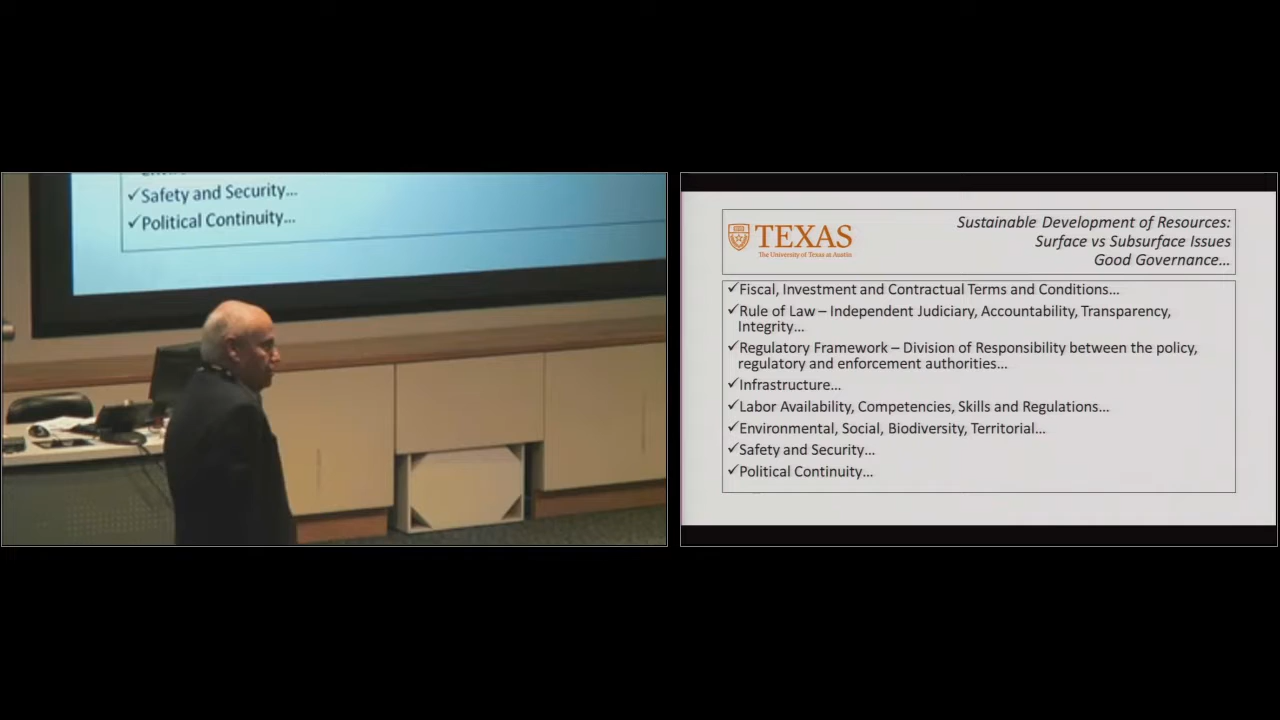 ✓Safety and Security...
✓Political Continuity...
TEXAS
The University of Texas at Austin
Sustainable Development of Resources:
Surface vs Subsurface Issues
Good Governance...
✓Fiscal, Investment and Contractual Terms and Conditions...
✓Rule of Law – Independent Judiciary, Accountability, Transparency,
Integrity...
✓Regulatory Framework – Division of Responsibility between the policy,
regulatory and enforcement authorities...
✓Infrastructure...
✓Labor Availability, Competencies, Skills and Regulations...
✓Environmental, Social, Biodiversity, Territorial...
✓Safety and Security...
✓Political Continuity...